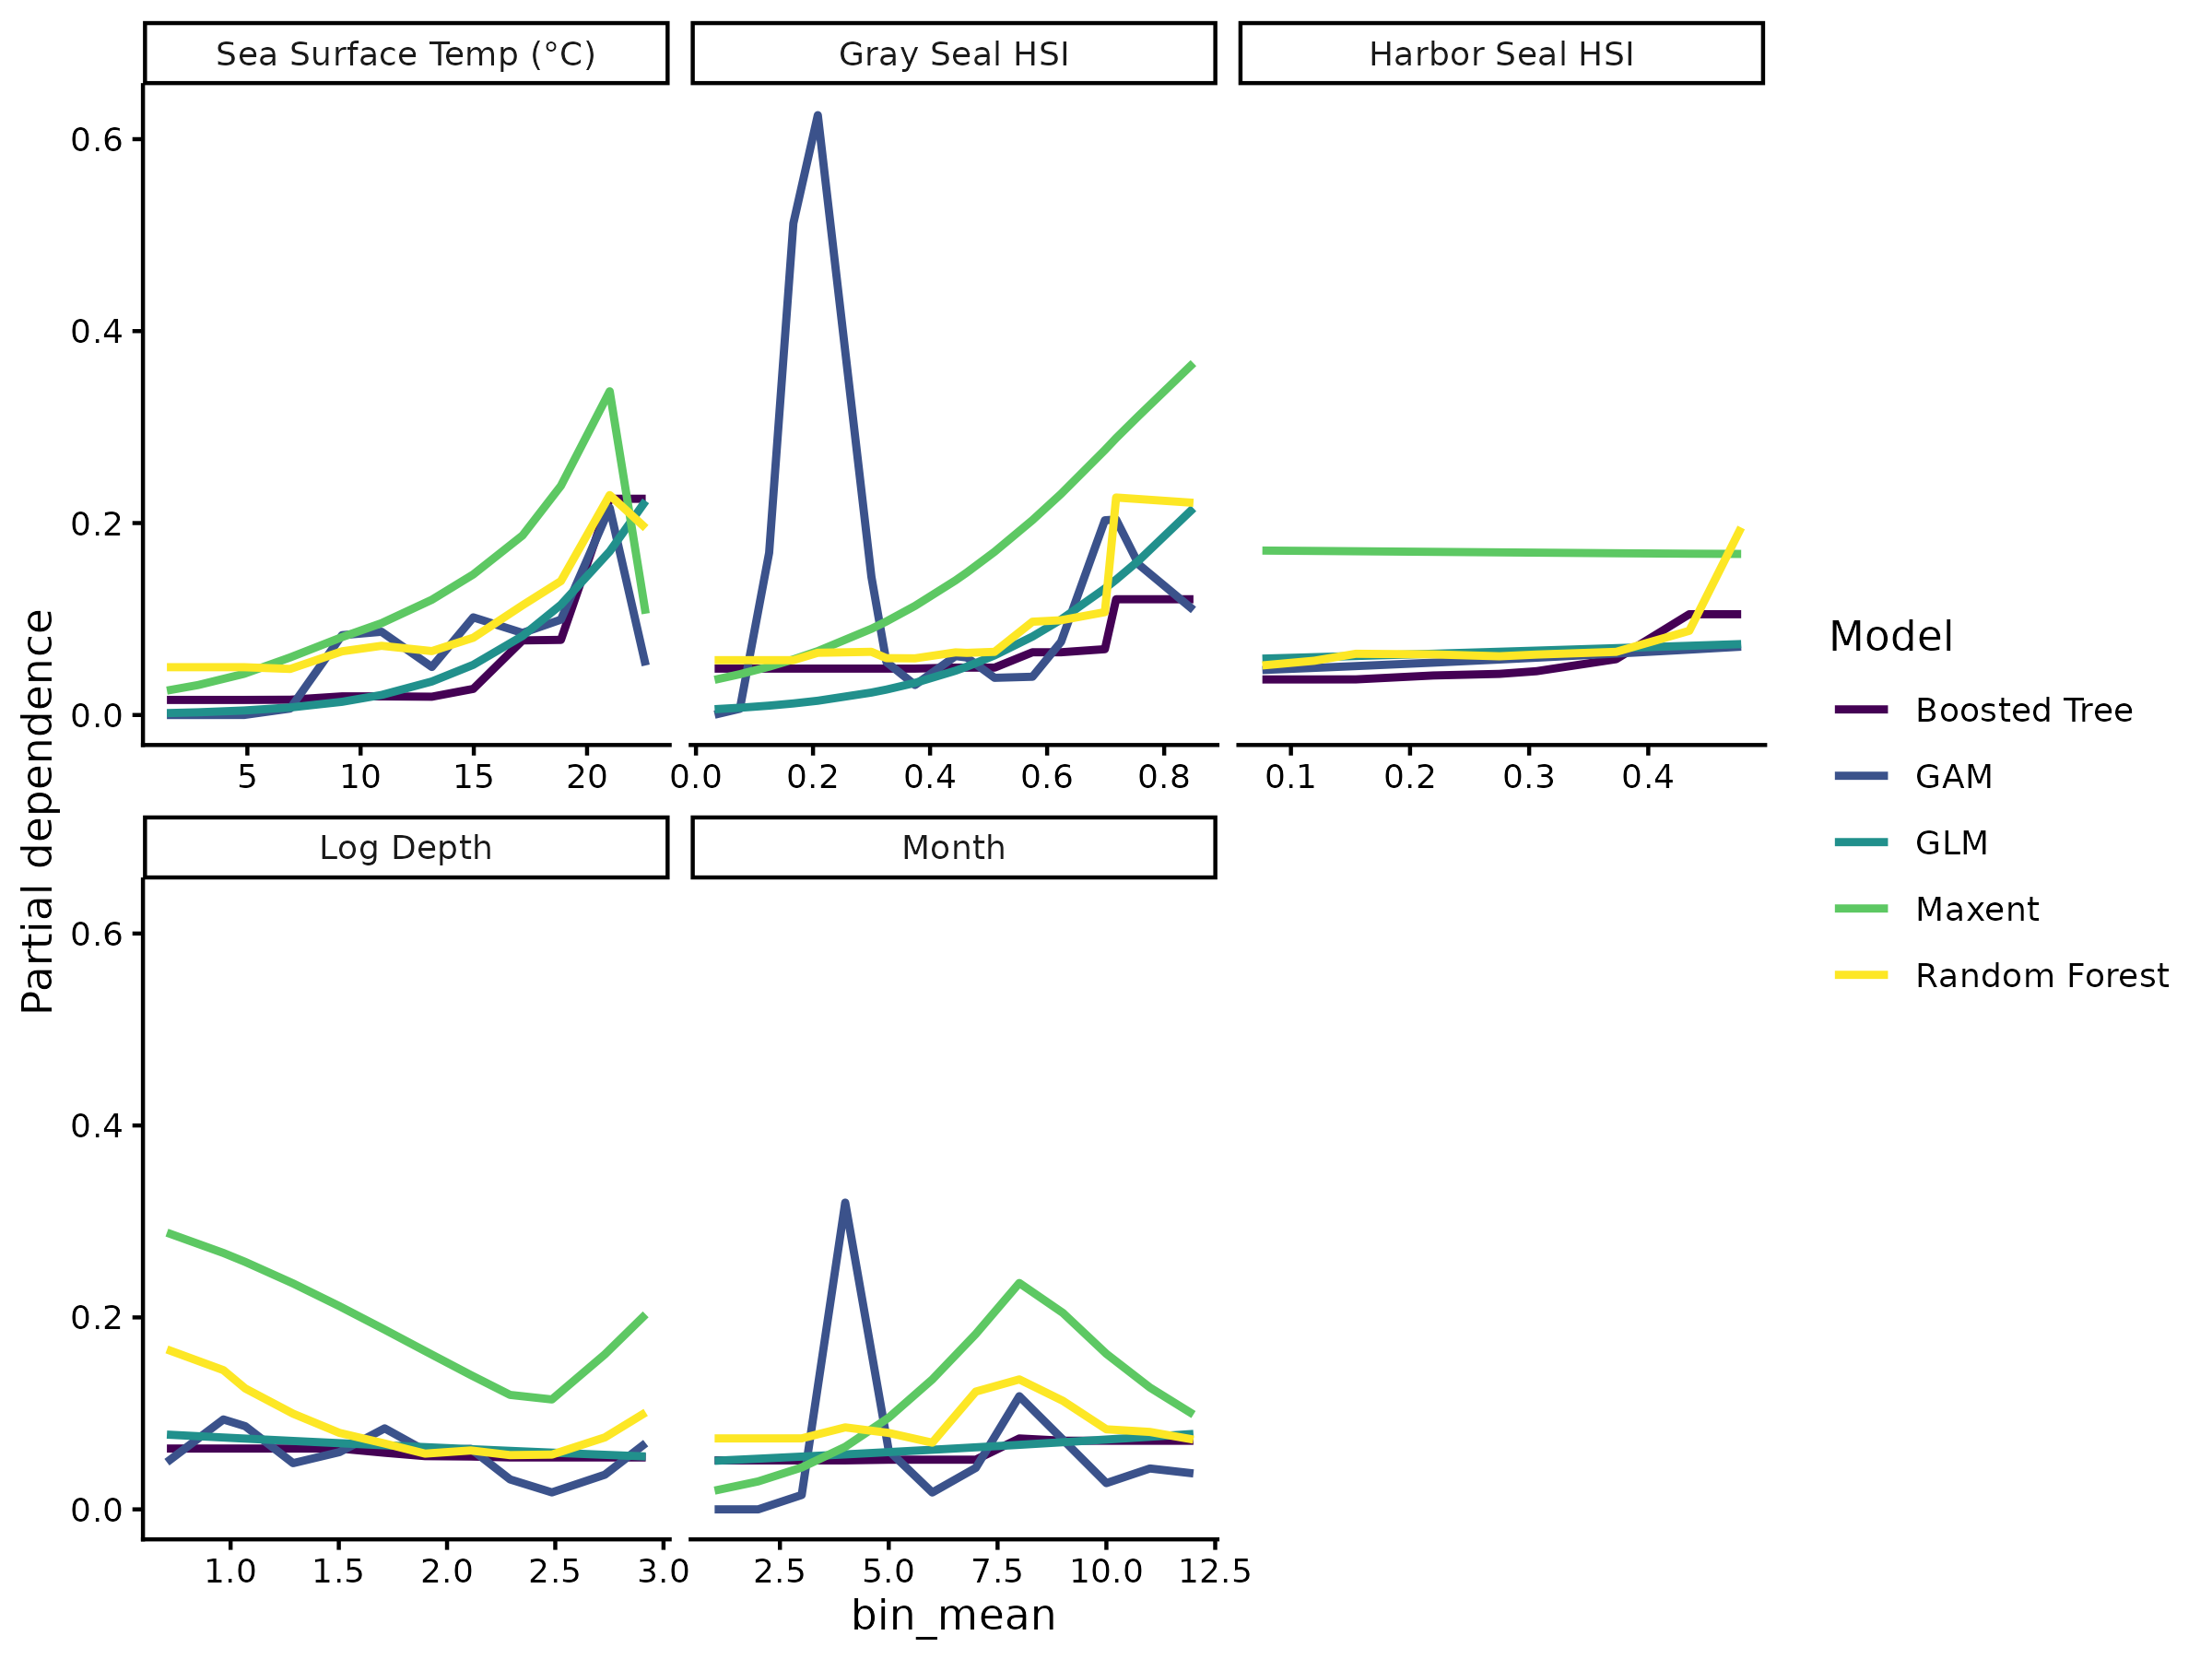 Sea Surface Temp (°C)
Gray Seal HSI
Harbor Seal HSI
0.6
0.4
0.2
0.0
5 10 15 20
0.0 0.2 0.4 0.6 0.8
0.1 0.2 0.3 0.4
Log Depth
Month
0.6
0.4
0.2
0.0
1.0 1.5 2.0 2.5 3.0
2.5 5.0 7.5 10.0 12.5
bin_mean
Partial dependence
Model
Boosted Tree
GAM
GLM
Maxent
Random Forest